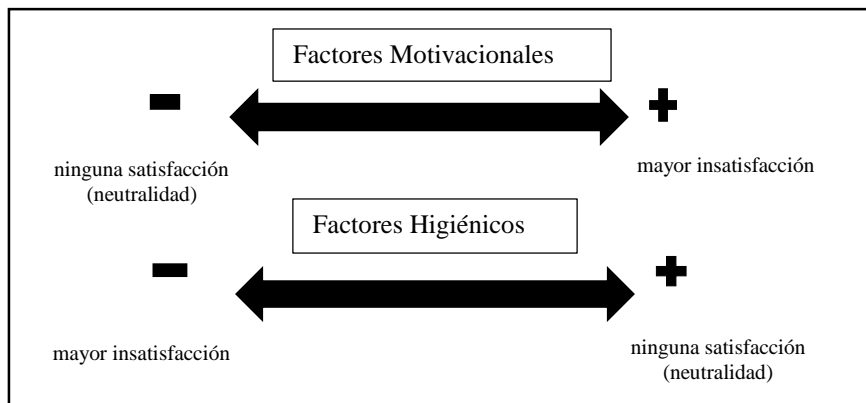 Factores Motivacionales
ninguna satisfacción
(neutralidad)
mayor insatisfacción
Factores Higiénicos
mayor insatisfacción
ninguna satisfacción
(neutralidad)